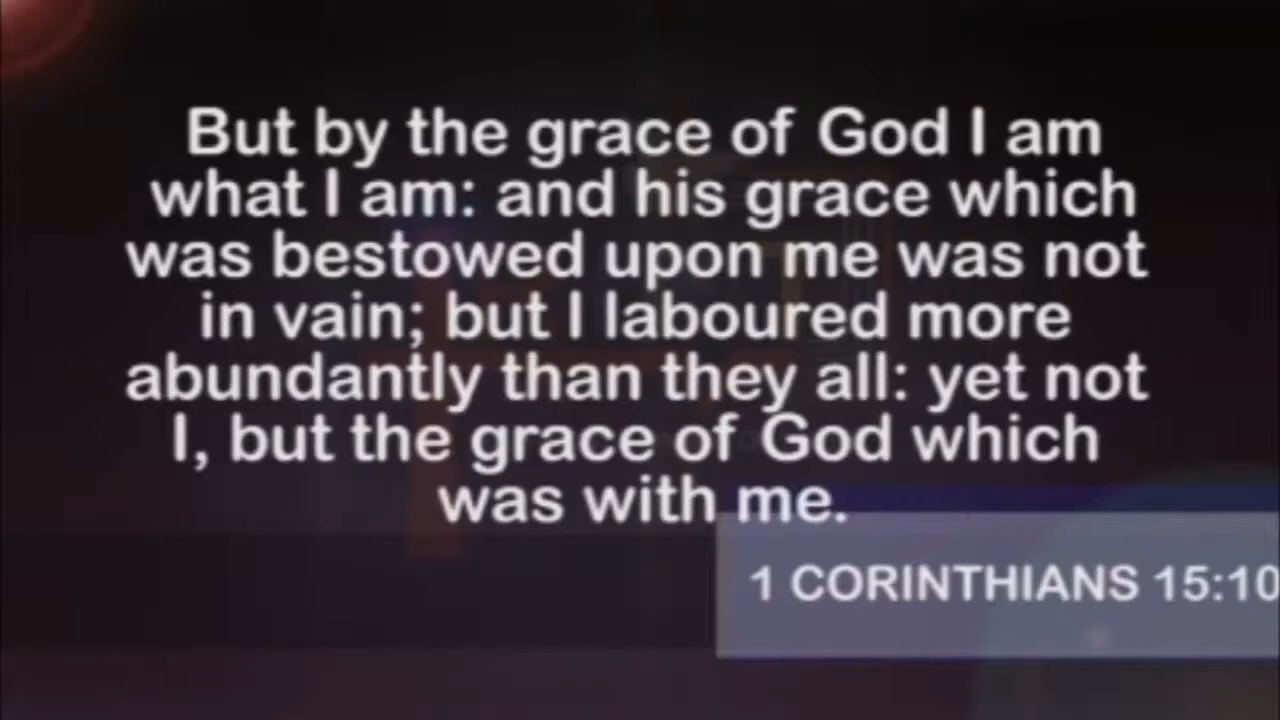 But by the grace of God I am
what I am: and his grace which
was bestowed upon me was not
in vain; but I laboured more
abundantly than they all: yet not
I, but the grace of God which
was with me.
1 CORINTHIANS 15:10